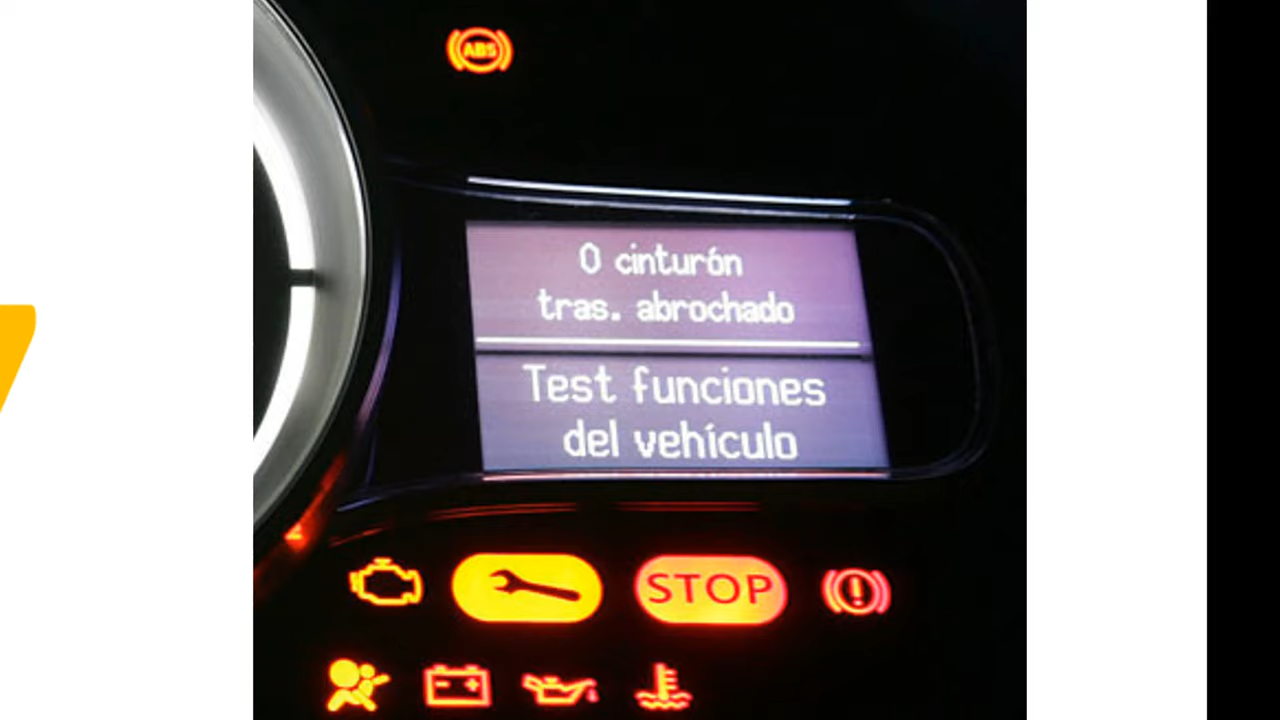 ABS
0 cinturón
tras. abrochado
Test funciones
del vehículo
STOP